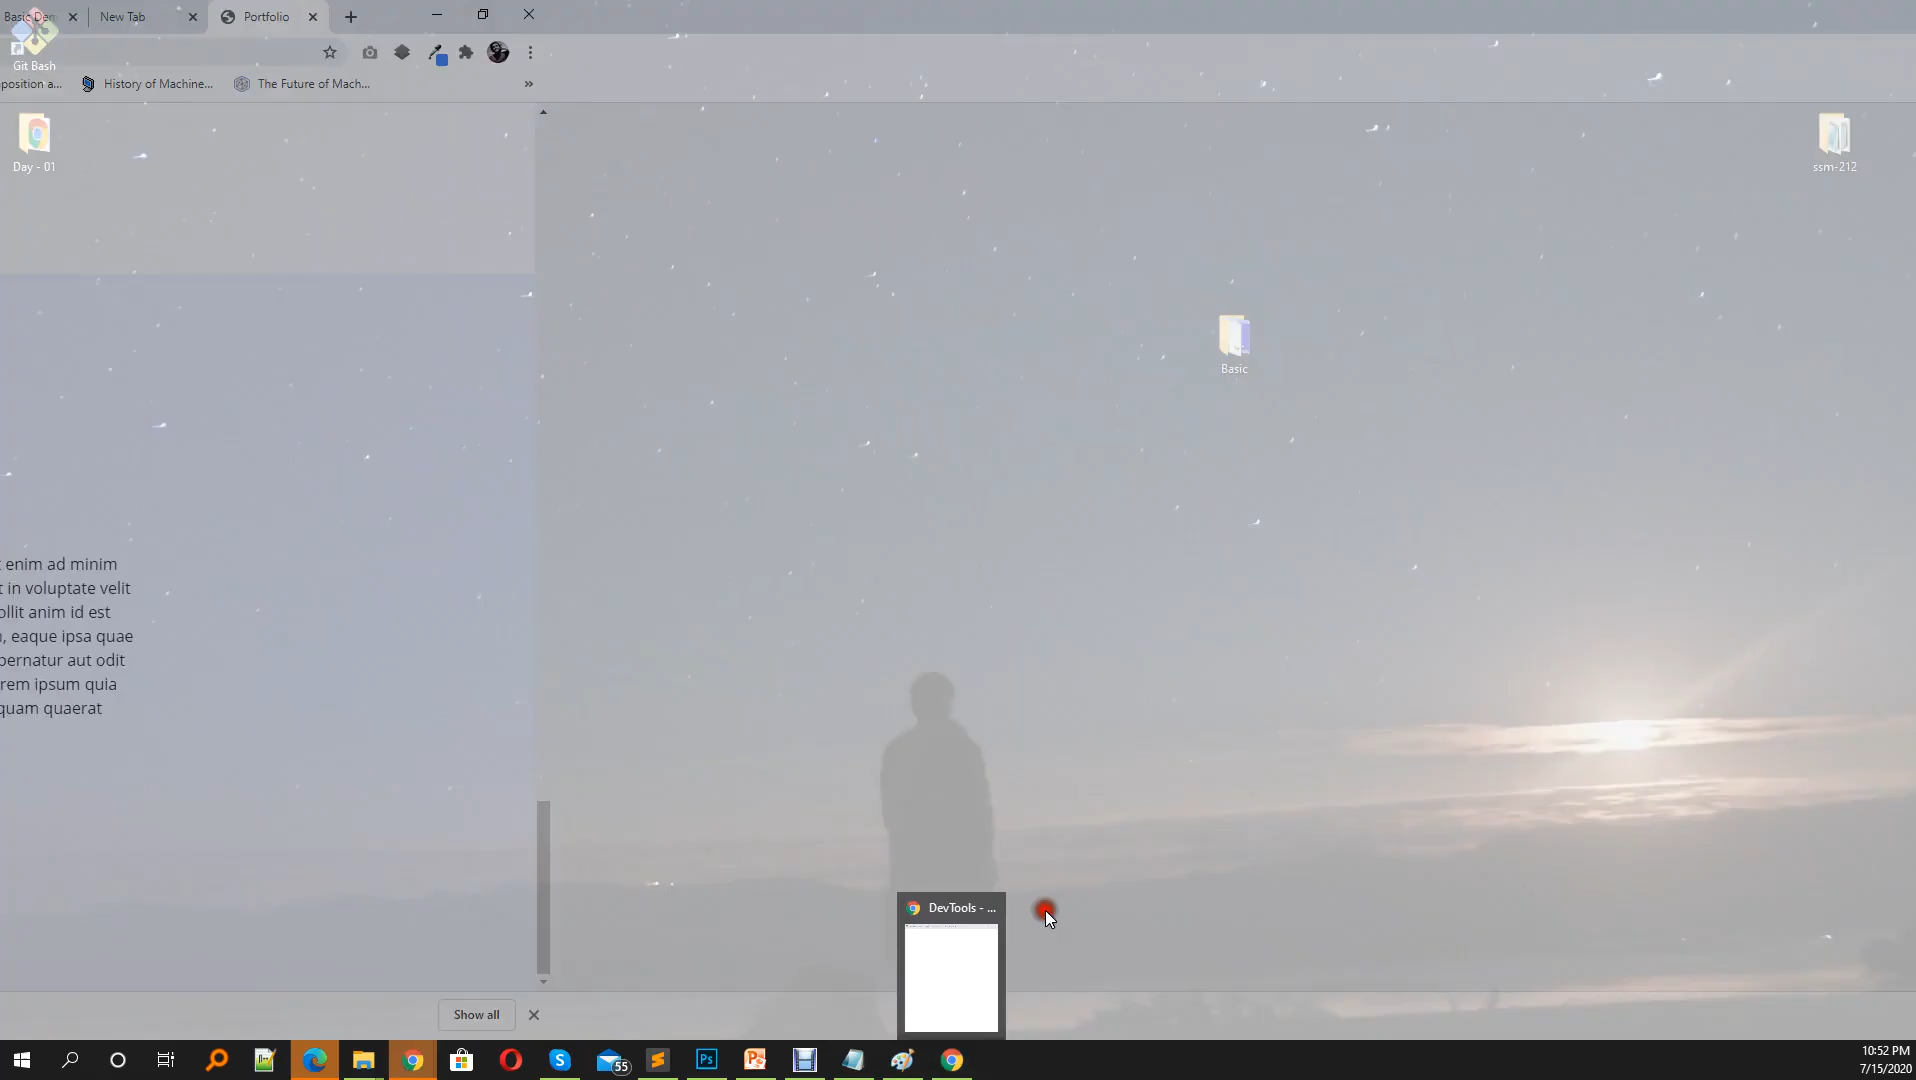 Basic Den
New Tab
Portfolio
Git Bash
position a...
History of Machine...
The Future of Mach...
Day - 01
ssm-212
Basic
t enim ad minim
t in voluptate velit
ollit anim id est
, eaque ipsa quae
pernatur aut odit
rem ipsum quia
quam quaerat
DevTools - ...
Show all
55
Ps
10:52 PM
7/15/2020